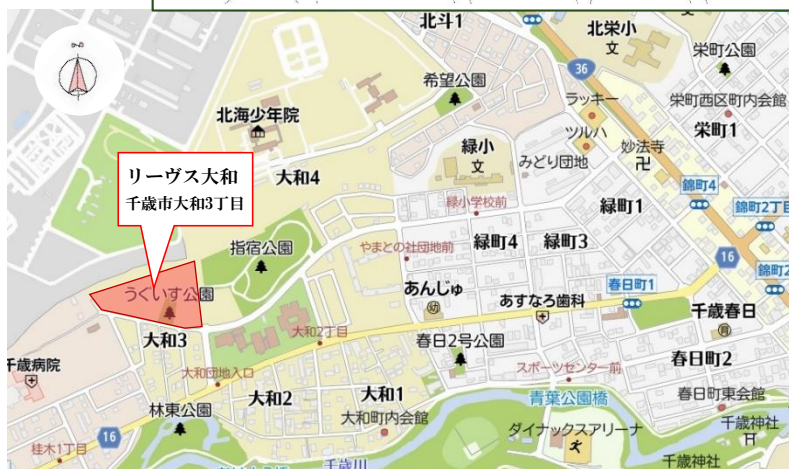 北斗1
北栄小
文
栄町公園
36
希望公園
ラッキー
栄町西区町内会館
北海少年院
ツルハ
栄町1
緑小
文
みどり団地
妙法寺
リーヴス大和
千歳市大和3丁目
大和4
錦町4
緑小学校前
緑町1
錦町2丁目
指宿公園
やまとの社団地前
緑町4
緑町3
16
錦町2
うぐいす公園
あんじゅ
幼
あすなろ歯科
春日町1
千歳春日
育
大和3
大和2丁目
春日2号公園
千歳病院
スポーツセンター前
春日町2
大和団地入口
大和1
青葉公園橋
春日町東会館
林東公園
大和2
大和町内会館
千歳神社
16
ダイナックスアリーナ
桂木1丁目
千歳川
千歳神社